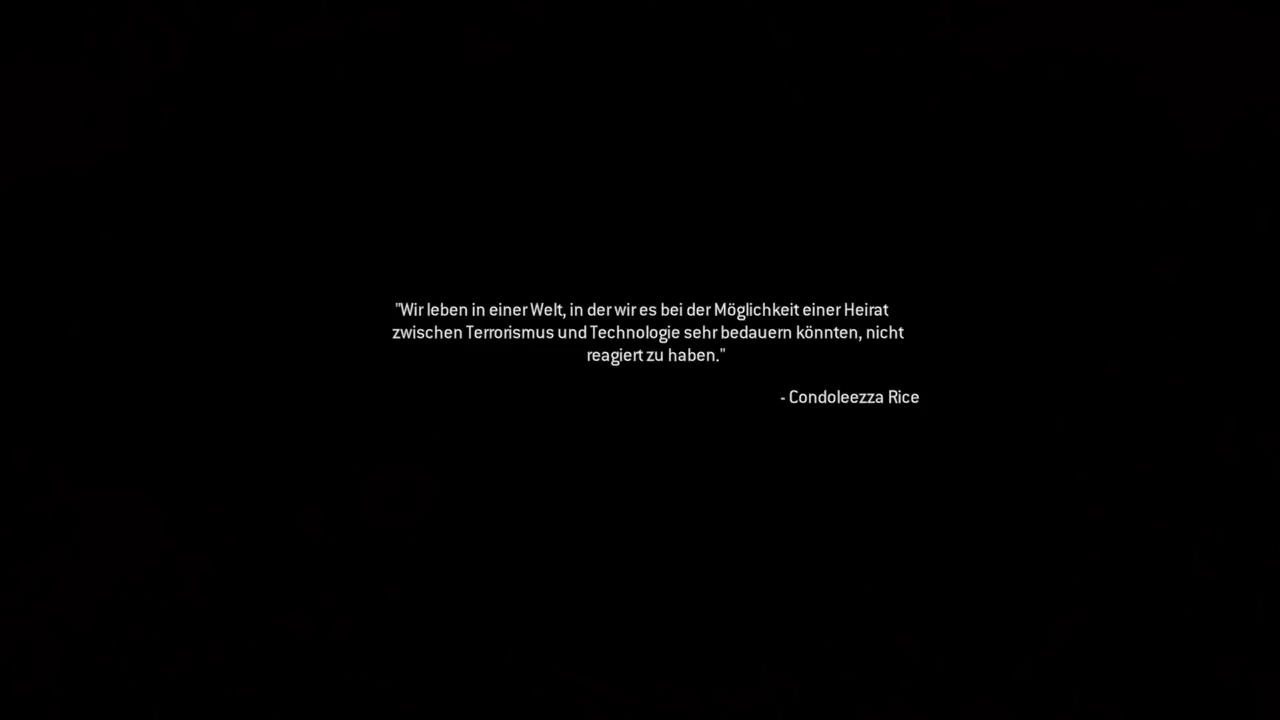 "Wir leben in einer Welt, in der wir es bei der Möglichkeit einer Heirat
zwischen Terrorismus und Technologie sehr bedauern könnten, nicht
reagiert zu haben."
- Condoleezza Rice